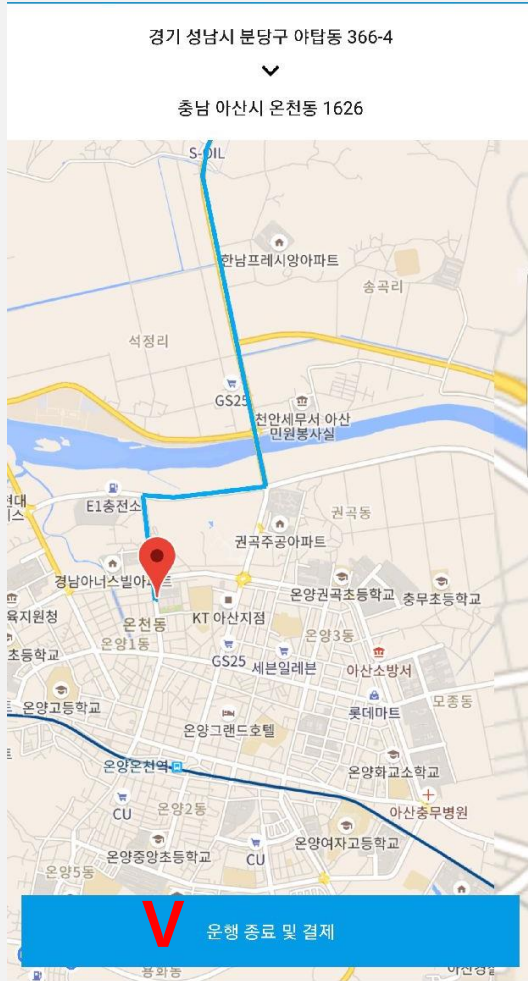 경기 성남시 분당구 야탑동 366-4
충남 아산시 온천동 1626
S-OIL
한남프레시앙아파트
송곡리
석정리
GS25
천안세무서 아산
민원봉사실
현대
E1충전소
권곡동
권곡주공아파트
경남아너스빌아파트
온양권곡초등학교
충무초등학교
육지원청
KT 아산지점
온천동
온양1동
온양3동
초등학교
GS25
세븐일레븐
아산소방서
온양고등학교
롯데마트
모종동
온양그랜드호텔
온양온천역
온양화교소학교
CU
온양2동
아산충무병원
온양여자고등학교
온양중앙초등학교
CU
온양5동
V
운행 종료 및 결제
용화동